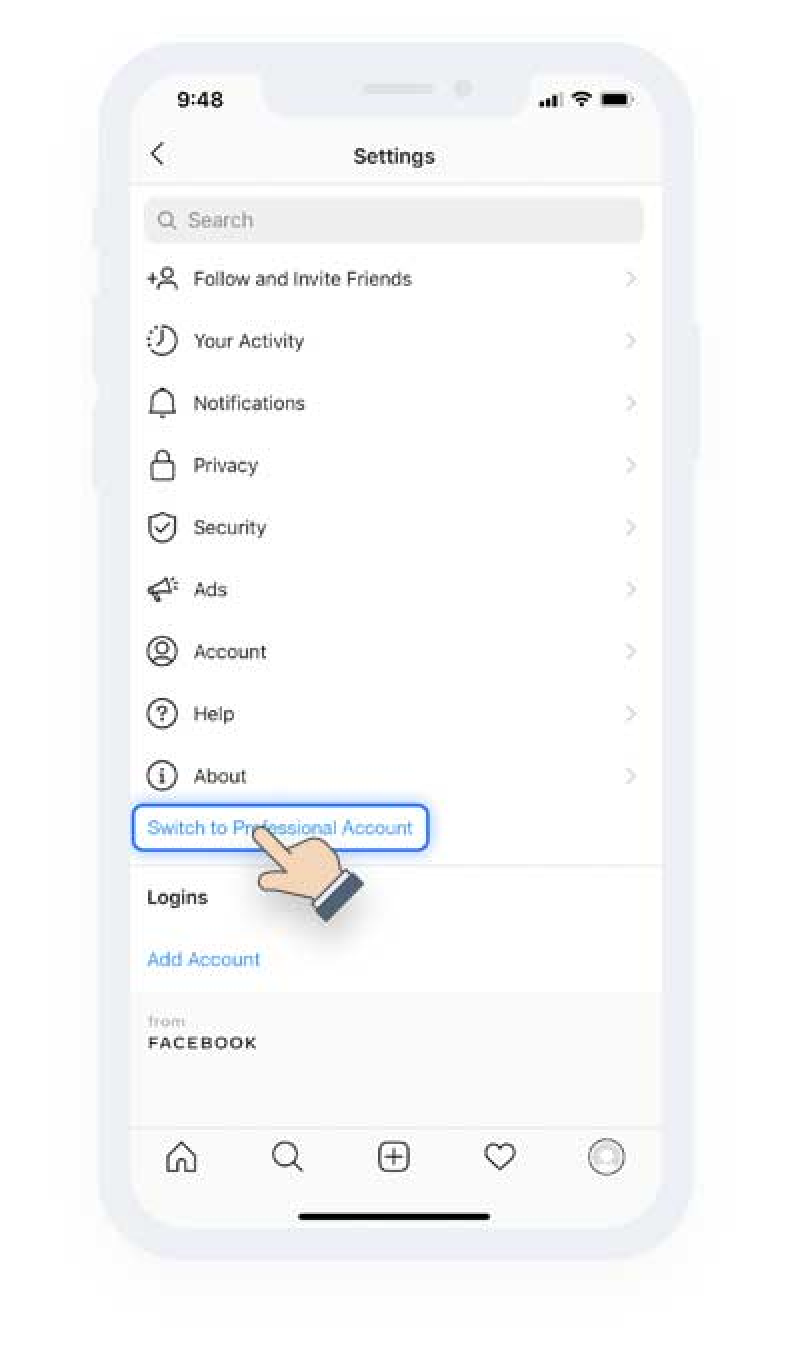 9:48
Settings
Search
Follow and Invite Friends
Your Activity
Notifications
Privacy
Security
Ads
Account
Help
About
Switch to Professional Account
Logins
Add Account
from
FACEBOOK